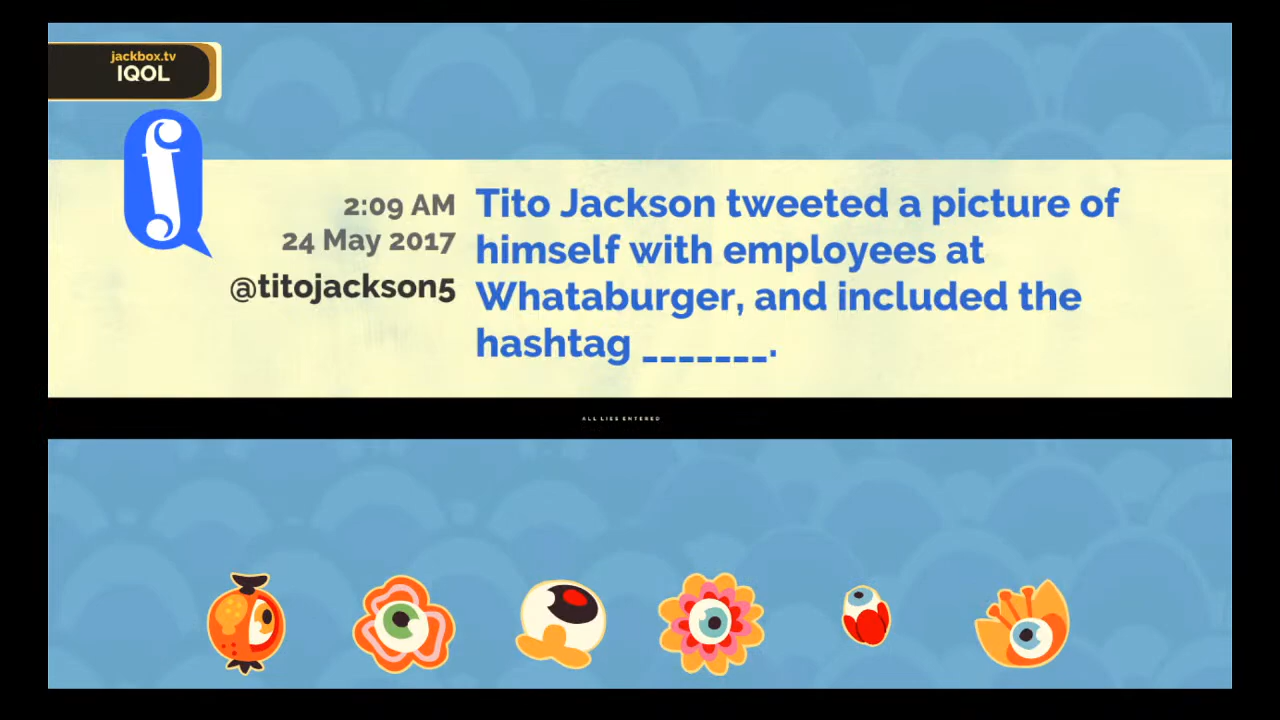 jackbox.tv
IQOL
2:09 AM
24 May 2017
@titojackson5
Tito Jackson tweeted a picture of
himself with employees at
Whataburger, and included the
hashtag _______.
ALL LIES ENTERED